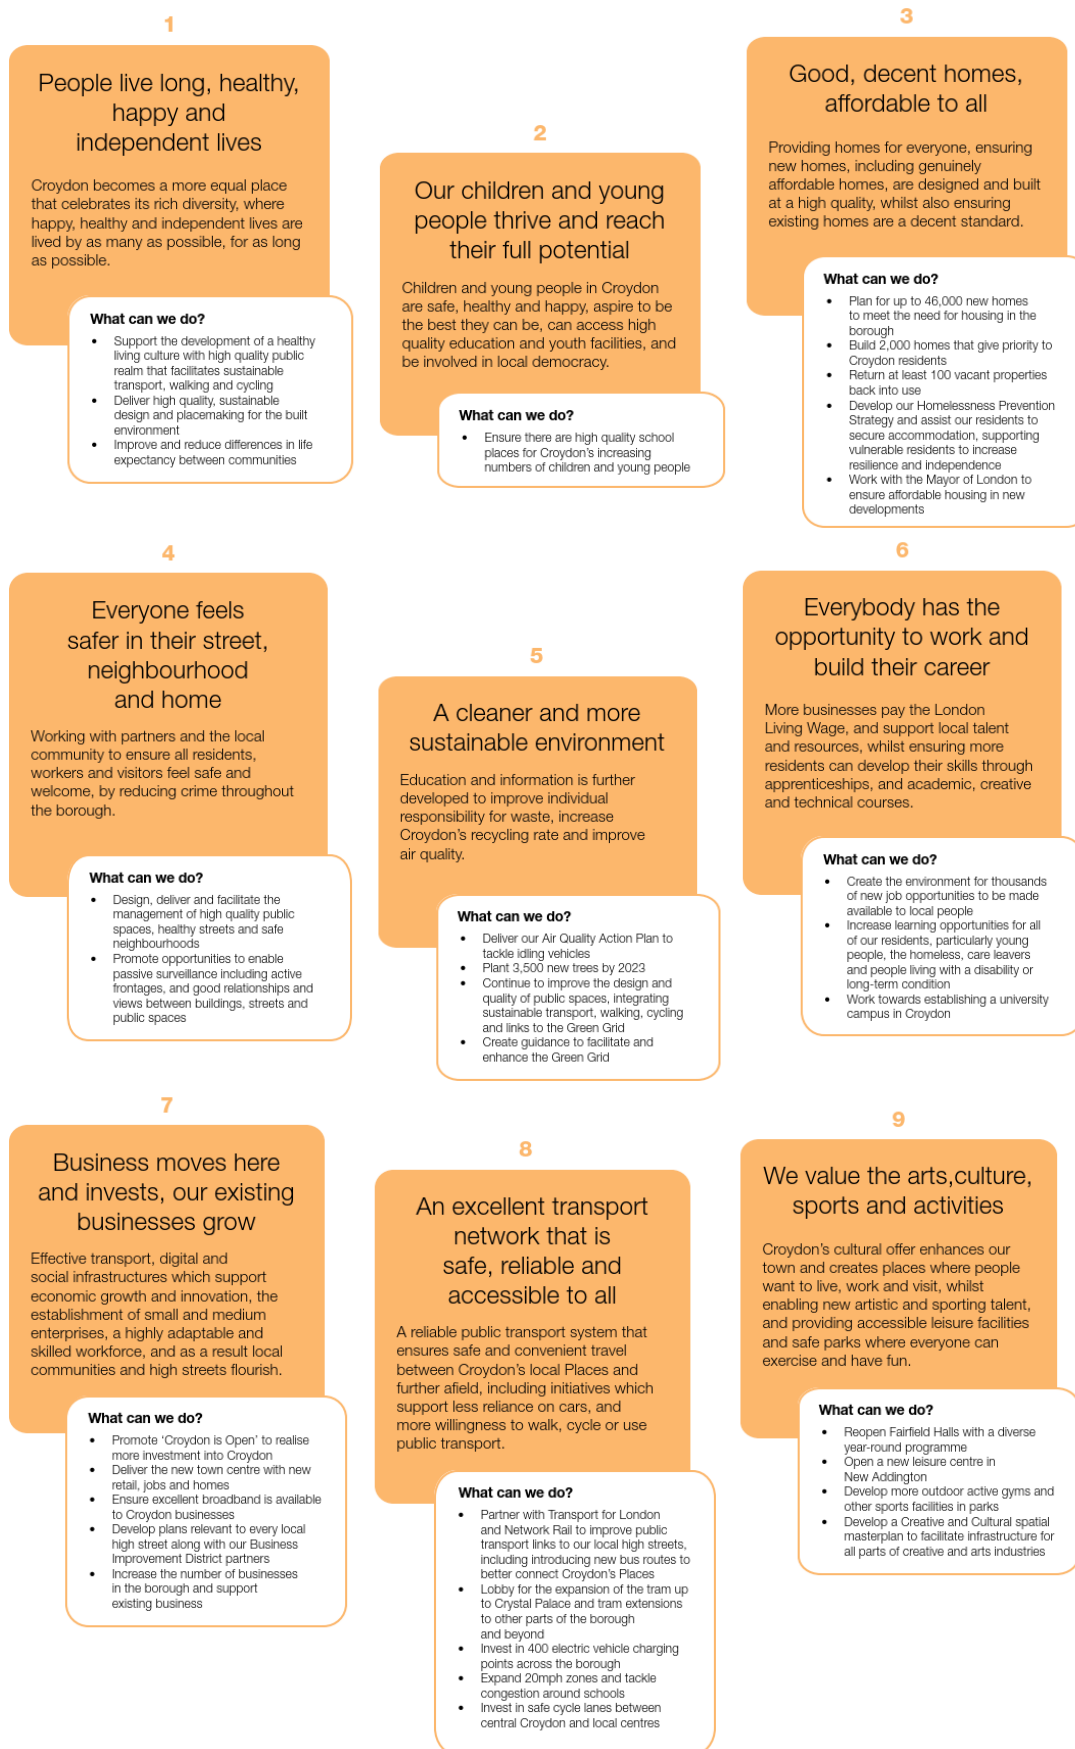 1
People live long, healthy,
happy and
independent lives
Croydon becomes a more equal place
that celebrates its rich diversity, where
happy, healthy and independent lives are
lived by as many as possible, for as long
as possible.
What can we do?
• Support the development of a healthy
living culture with high quality public
realm that facilitates sustainable
transport, walking and cycling
• Deliver high quality, sustainable
design and placemaking for the built
environment
• Improve and reduce differences in life
expectancy between communities
2
Our children and young
people thrive and reach
their full potential
Children and young people in Croydon
are safe, healthy and happy, aspire to be
the best they can be, can access high
quality education and youth facilities, and
be involved in local democracy.
What can we do?
• Ensure there are high quality school
places for Croydon's increasing
numbers of children and young people
3
Good, decent homes,
affordable to all
Providing homes for everyone, ensuring
new homes, including genuinely
affordable homes, are designed and built
at a high quality, whilst also ensuring
existing homes are a decent standard.
What can we do?
• Plan for up to 46,000 new homes
to meet the need for housing in the
borough
• Build 2,000 homes that give priority to
Croydon residents
• Return at least 100 vacant properties
back into use
• Develop our Homelessness Prevention
Strategy and assist our residents to
secure accommodation, supporting
vulnerable residents to increase
resilience and independence
• Work with the Mayor of London to
ensure affordable housing in new
developments
4
Everyone feels
safer in their street,
neighbourhood
and home
Working with partners and the local
community to ensure all residents,
workers and visitors feel safe and
welcome, by reducing crime throughout
the borough.
What can we do?
• Design, deliver and facilitate the
management of high quality public
spaces, healthy streets and safe
neighbourhoods
• Promote opportunities to enable
passive surveillance including active
frontages, and good relationships and
views between buildings, streets and
public spaces
5
A cleaner and more
sustainable environment
Education and information is further
developed to improve individual
responsibility for waste, increase
Croydon's recycling rate and improve
air quality.
What can we do?
• Deliver our Air Quality Action Plan to
tackle idling vehicles
• Plant 3,500 new trees by 2023
• Continue to improve the design and
quality of public spaces, integrating
sustainable transport, walking, cycling
and links to the Green Grid
• Create guidance to facilitate and
enhance the Green Grid
6
Everybody has the
opportunity to work and
build their career
More businesses pay the London
Living Wage, and support local talent
and resources, whilst ensuring more
residents can develop their skills through
apprenticeships, and academic, creative
and technical courses.
What can we do?
• Create the environment for thousands
of new job opportunities to be made
available to local people
• Increase learning opportunities for all
of our residents, particularly young
people, the homeless, care leavers
and people living with a disability or
long-term condition
• Work towards establishing a university
campus in Croydon
7
Business moves here
and invests, our existing
businesses grow
Effective transport, digital and
social infrastructures which support
economic growth and innovation, the
establishment of small and medium
enterprises, a highly adaptable and
skilled workforce, and as a result local
communities and high streets flourish.
What can we do?
• Promote 'Croydon is Open' to realise
more investment into Croydon
• Deliver the new town centre with new
retail, jobs and homes
• Ensure excellent broadband is available
to Croydon businesses
• Develop plans relevant to every local
high street along with our Business
Improvement District partners
• Increase the number of businesses
in the borough and support
existing business
8
An excellent transport
network that is
safe, reliable and
accessible to all
A reliable public transport system that
ensures safe and convenient travel
between Croydon's local Places and
further afield, including initiatives which
support less reliance on cars, and
more willingness to walk, cycle or use
public transport.
What can we do?
• Partner with Transport for London
and Network Rail to improve public
transport links to our local high streets,
including introducing new bus routes to
better connect Croydon's Places
• Lobby for the expansion of the tram up
to Crystal Palace and tram extensions
to other parts of the borough
and beyond
• Invest in 400 electric vehicle charging
points across the borough
• Expand 20mph zones and tackle
congestion around schools
• Invest in safe cycle lanes between
central Croydon and local centres
9
We value the arts,culture,
sports and activities
Croydon's cultural offer enhances our
town and creates places where people
want to live, work and visit, whilst
enabling new artistic and sporting talent,
and providing accessible leisure facilities
and safe parks where everyone can
exercise and have fun.
What can we do?
• Reopen Fairfield Halls with a diverse
year-round programme
• Open a new leisure centre in
New Addington
• Develop more outdoor active gyms and
other sports facilities in parks
• Develop a Creative and Cultural spatial
masterplan to facilitate infrastructure for
all parts of creative and arts industries